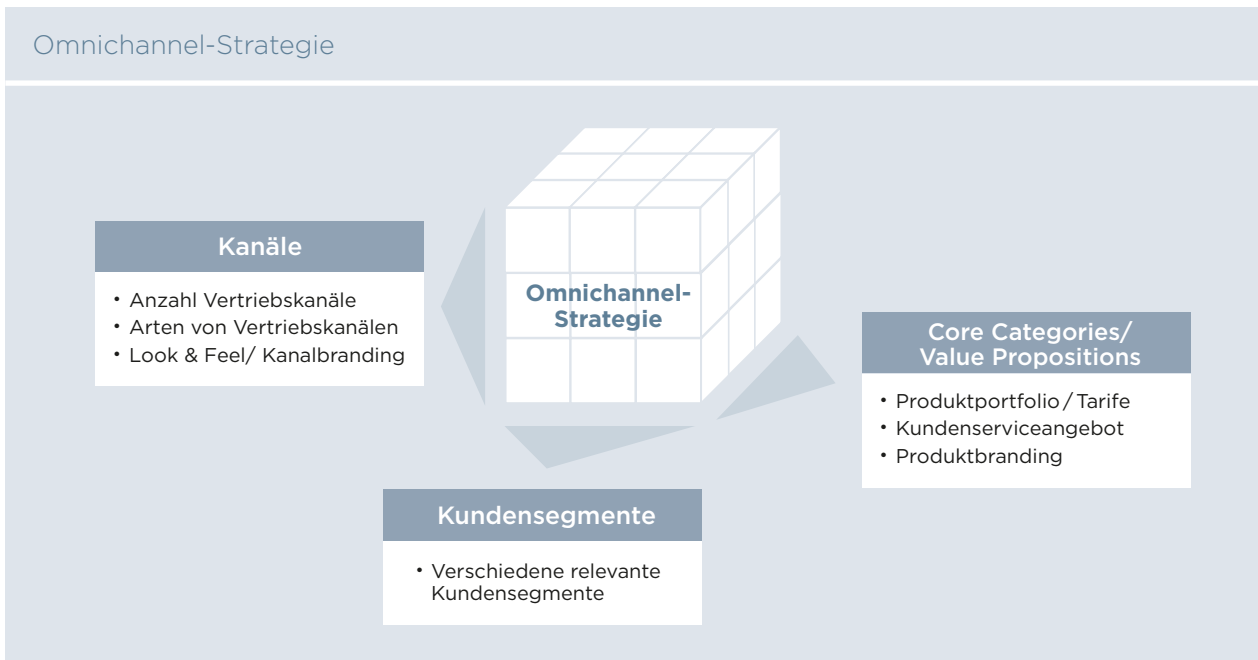 Omnichannel-Strategie
Kanäle
• Anzahl Vertriebskanäle
• Arten von Vertriebskanälen
• Look & Feel/ Kanalbranding
Omnichannel-
Strategie
Core Categories/
Value Propositions
• Produktportfolio / Tarife
• Kundenserviceangebot
• Produktbranding
Kundensegmente
• Verschiedene relevante
Kundensegmente